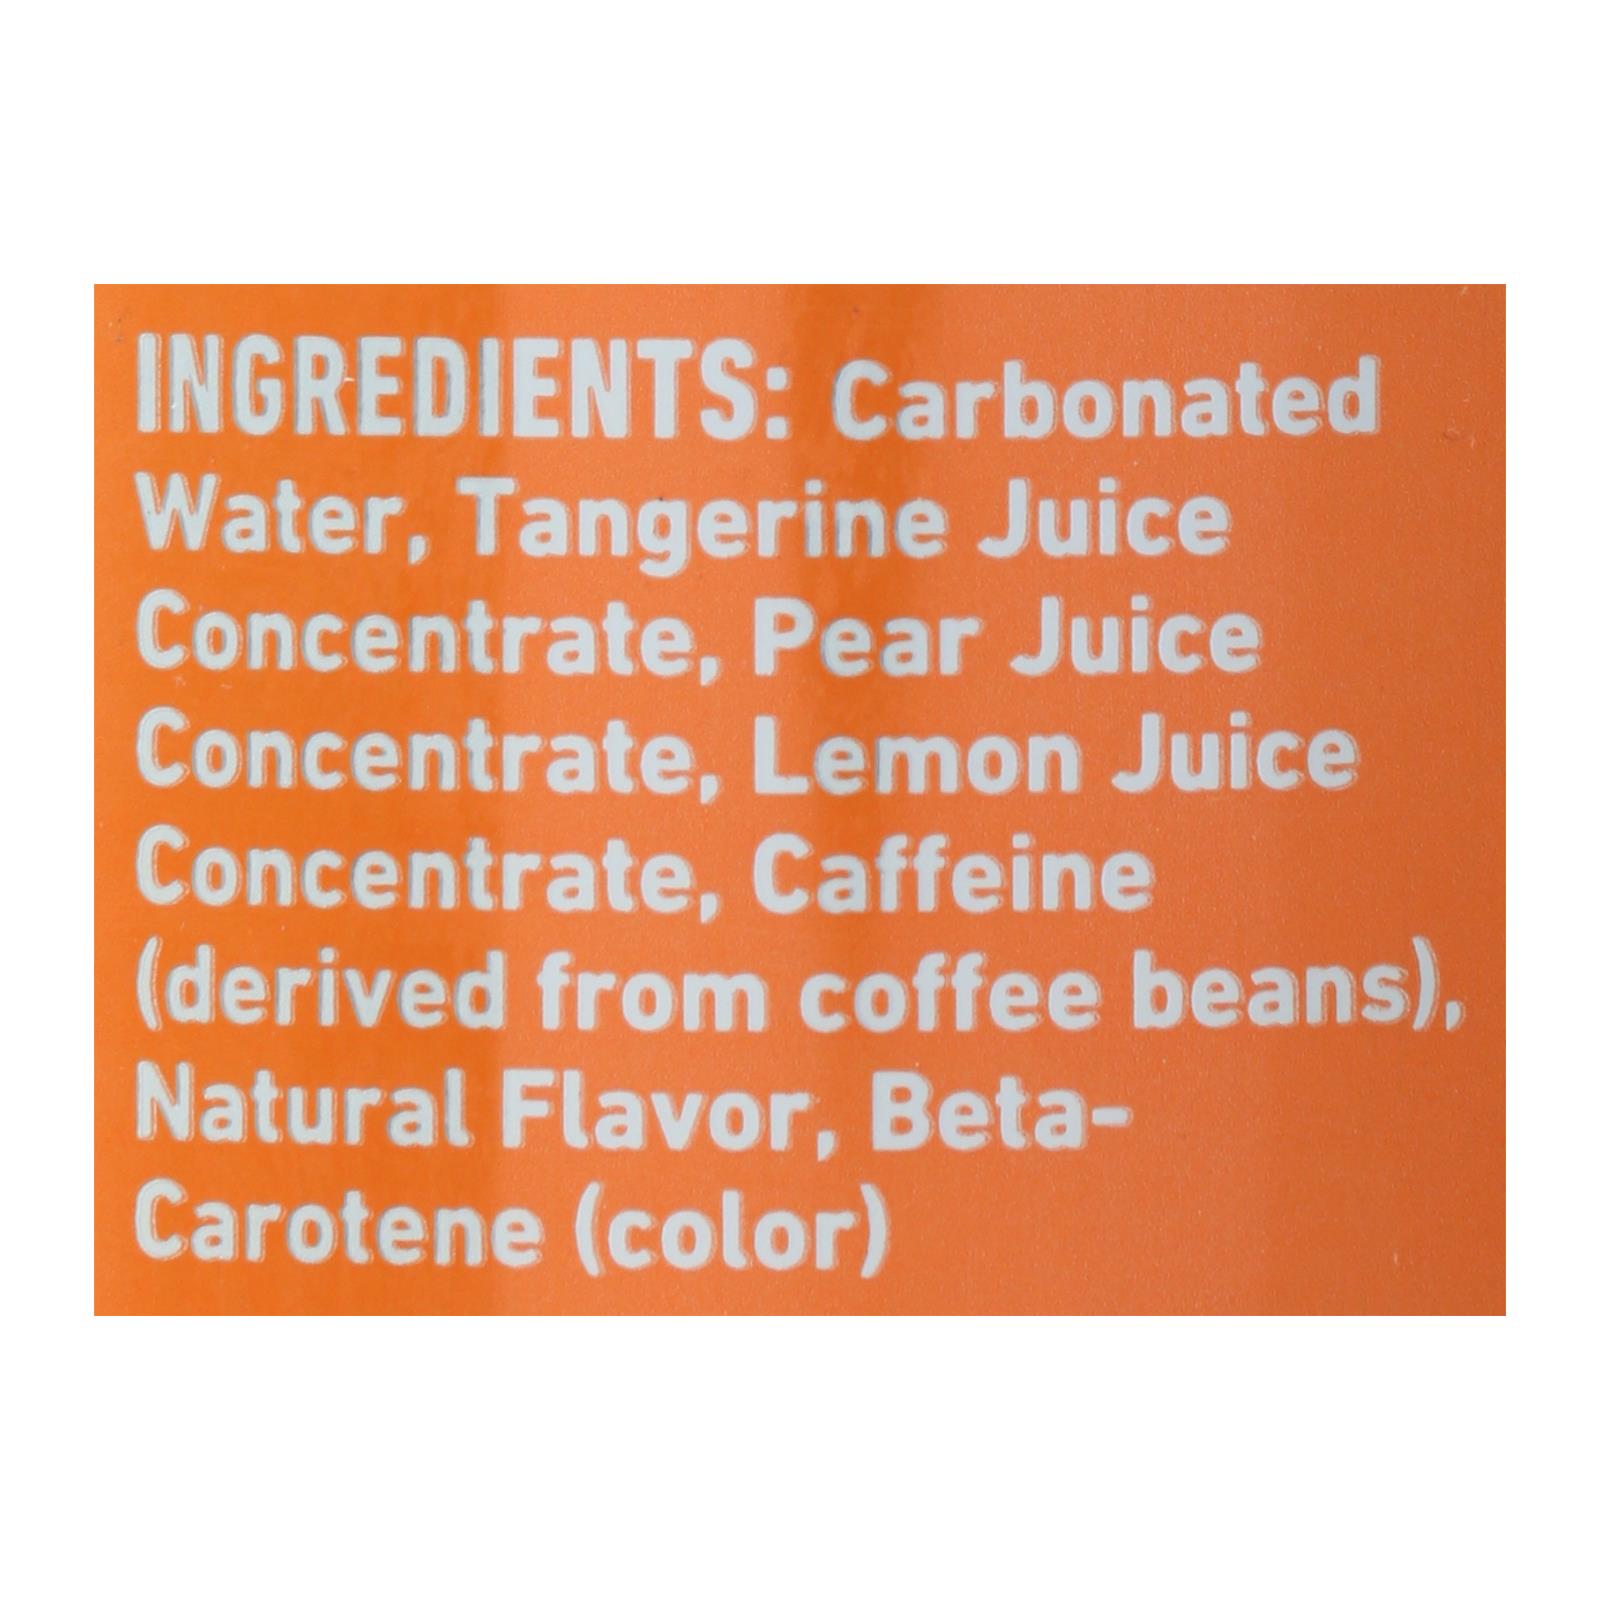 INGREDIENTS: Carbonated
Water, Tangerine Juice
Concentrate, Pear Juice
Concentrate, Lemon Juice
Concentrate, Caffeine
(derived from coffee beans),
Natural Flavor, Beta-
Carotene (color)